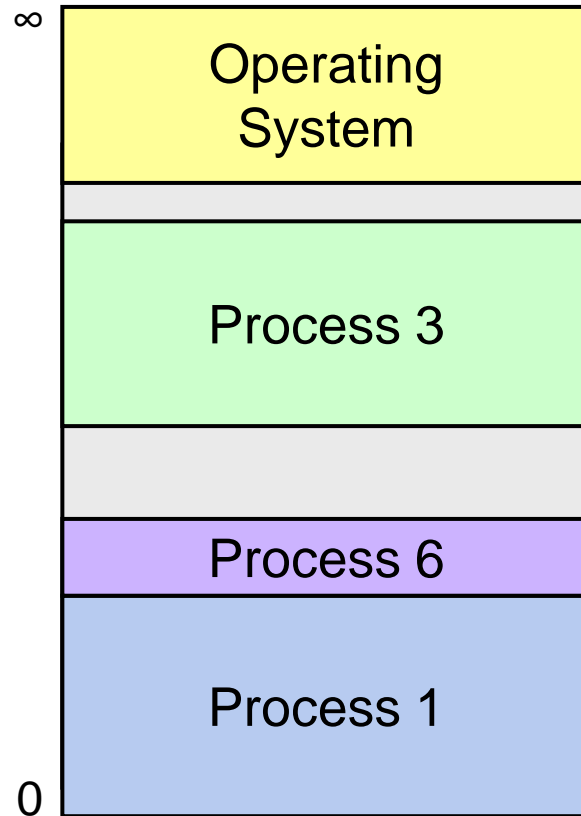 ∞
Operating
System
Process 3
Process 6
Process 1
0